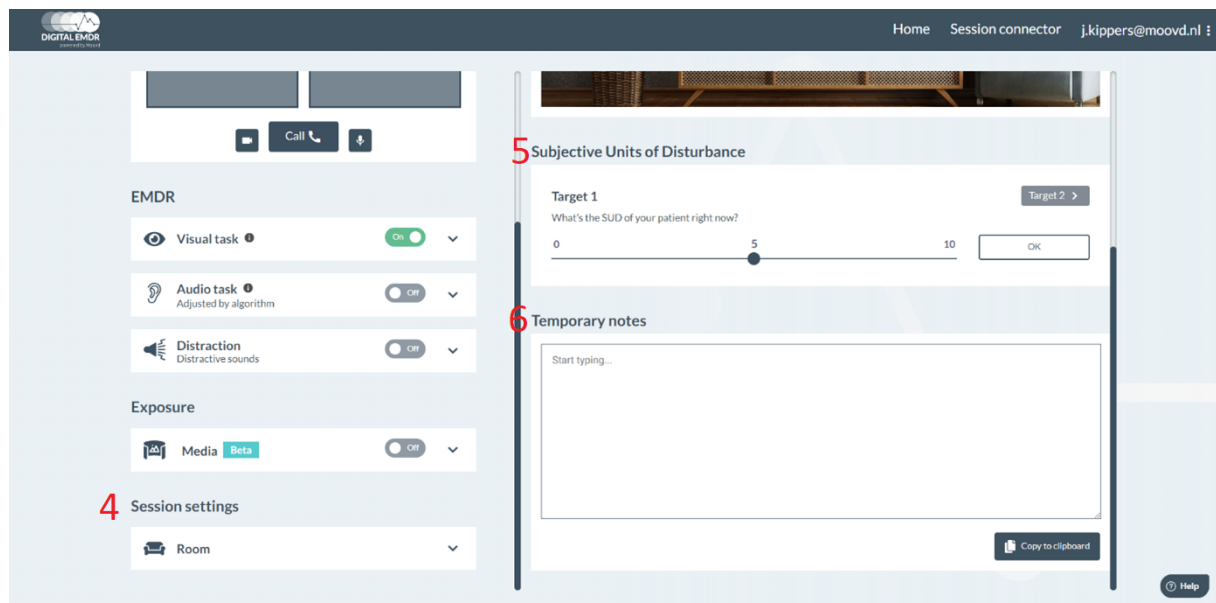 DIGITAL EMDR
powered by Moovd
Home Session connector j.kippers@moovd.nl
Call
EMDR
Visual task
On
Audio task
Adjusted by algorithm
Off
Distraction
Distractive sounds
Off
Exposure
Media Beta
Off
4 Session settings
Room
5 Subjective Units of Disturbance
Target 1
Target 2
What's the SUD of your patient right now?
0 5 10
OK
6 Temporary notes
Start typing...
Copy to clipboard
Help